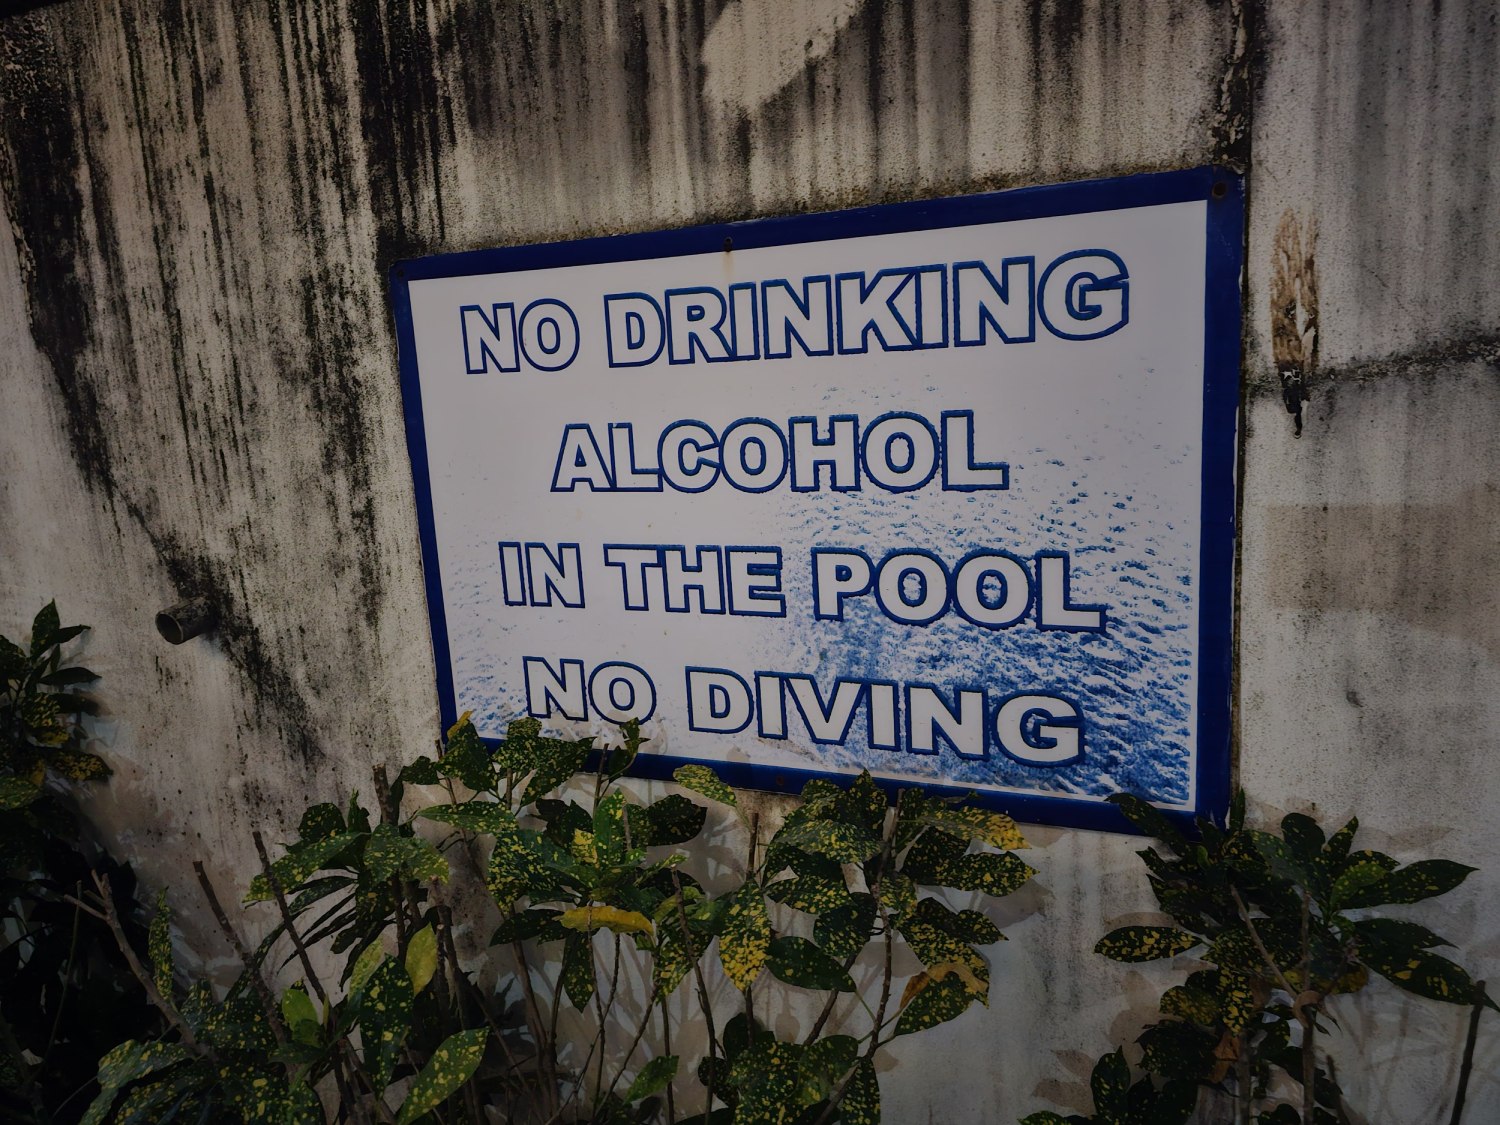 NO DRINKING
ALCOHOL
IN THE POOL
NO DIVING